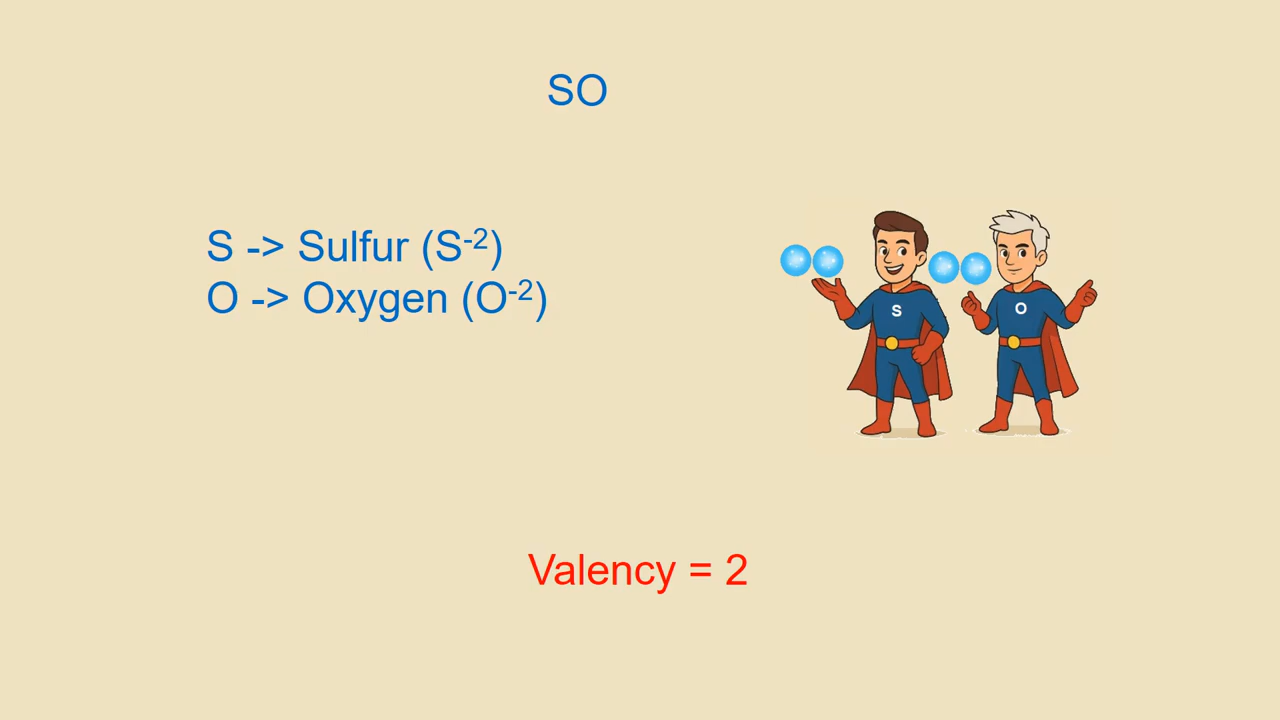 SO
S -> Sulfur (S⁻²)
O -> Oxygen (O⁻²)
S
O
Valency = 2